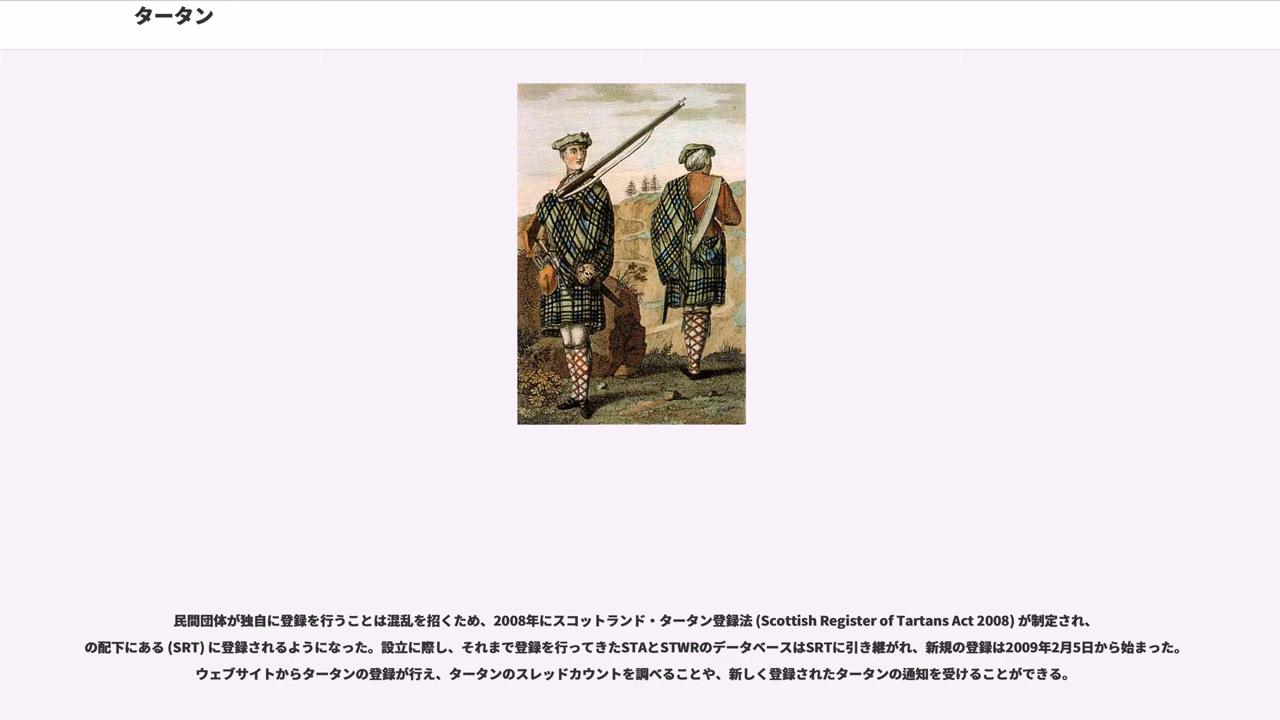 タータン
民間団体が独自に登録を行うことは混乱を招くため、2008年にスコットランド・タータン登録法 (Scottish Register of Tartans Act 2008) が制定され、
の配下にある (SRT) に登録されるようになった。設立に際し、それまで登録を行ってきたSTAとSTWRのデータベースはSRTに引き継がれ、新規の登録は2009年2月5日から始まった。
ウェブサイトからタータンの登録が行え、タータンのスレッドカウントを調べることや、新しく登録されたタータンの通知を受けることができる。